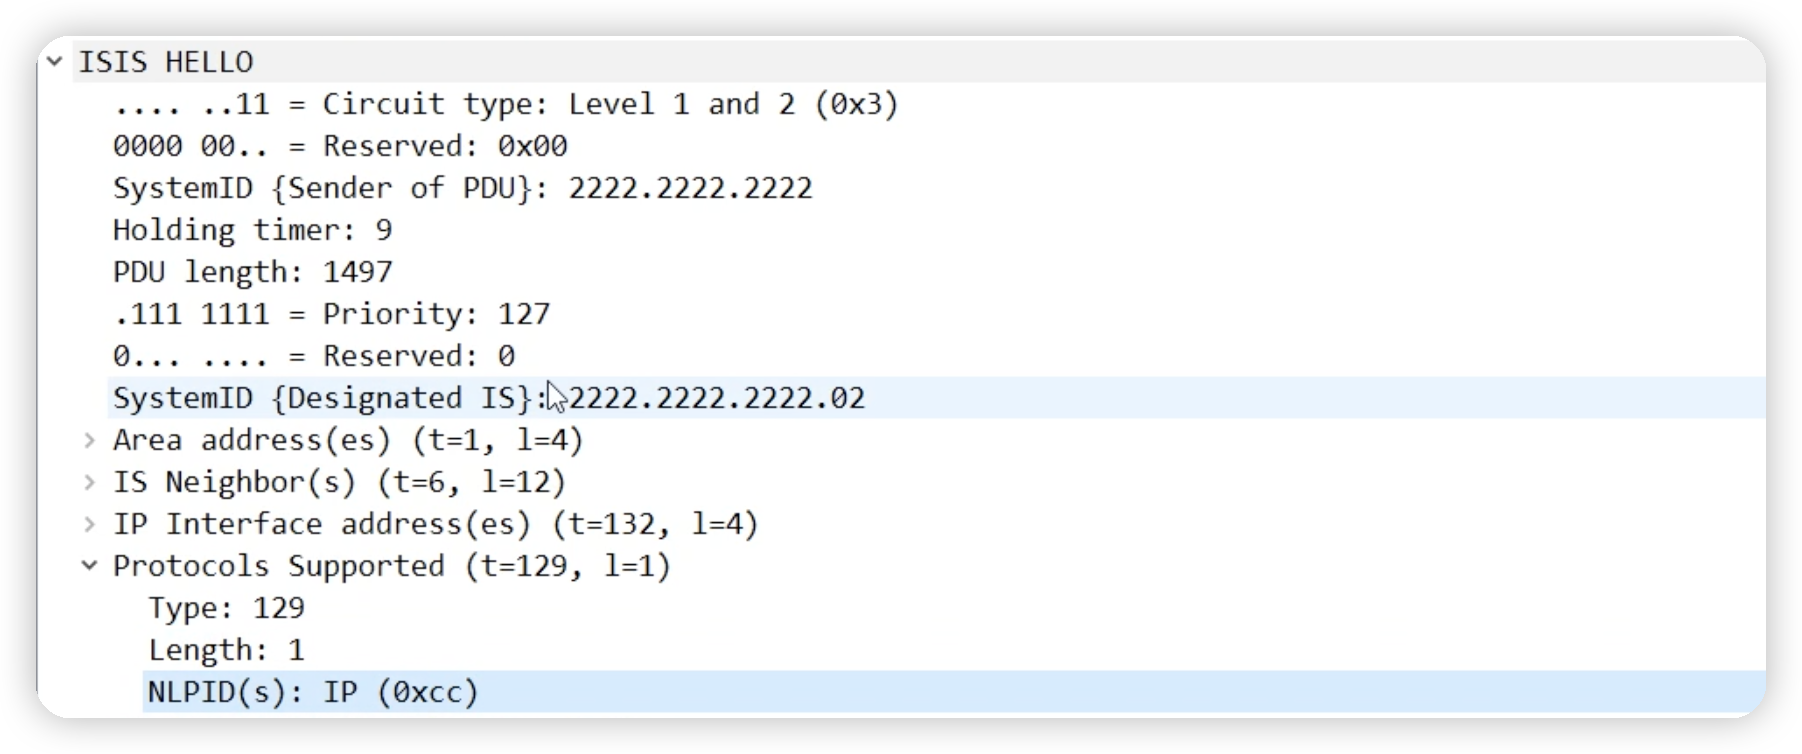 ISIS HELLO
.... ..11 = Circuit type: Level 1 and 2 (0x3)
0000 00.. = Reserved: 0x00
SystemID {Sender of PDU}: 2222.2222.2222
Holding timer: 9
PDU length: 1497
.111 1111 = Priority: 127
0... .... = Reserved: 0
SystemID {Designated IS}: 2222.2222.2222.02
Area address(es) (t=1, l=4)
IS Neighbor(s) (t=6, l=12)
IP Interface address(es) (t=132, l=4)
Protocols Supported (t=129, l=1)
Type: 129
Length: 1
NLPID(s): IP (0xcc)